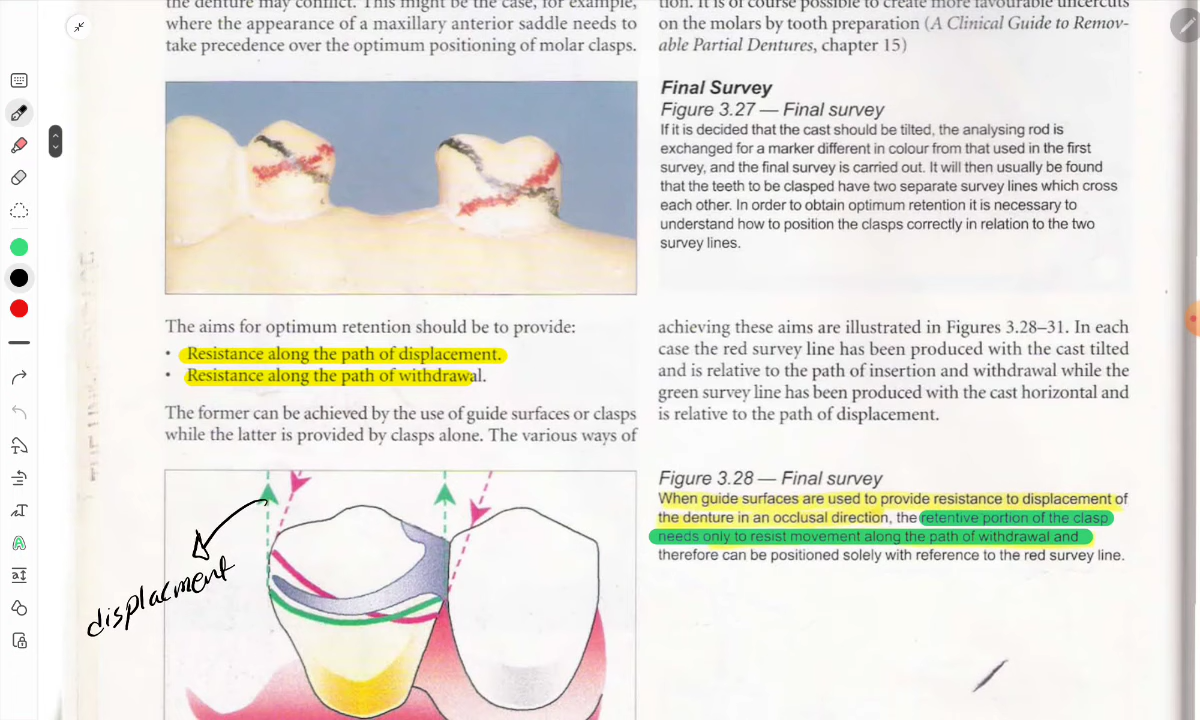 the denture may conflict. This might be the case, for example,
where the appearance of a maxillary anterior saddle needs to
take precedence over the optimum positioning of molar clasps.
tion. It is of course possible to create more favourable undercuts
on the molars by tooth preparation (A Clinical Guide to Remov-
able Partial Dentures, chapter 15)
Final Survey
Figure 3.27 — Final survey
If it is decided that the cast should be tilted, the analysing rod is
exchanged for a marker different in colour from that used in the first
survey, and the final survey is carried out. It will then usually be found
that the teeth to be clasped have two separate survey lines which cross
each other. In order to obtain optimum retention it is necessary to
understand how to position the clasps correctly in relation to the two
survey lines.
The aims for optimum retention should be to provide:
• Resistance along the path of displacement.
• Resistance along the path of withdrawal.
The former can be achieved by the use of guide surfaces or clasps
while the latter is provided by clasps alone. The various ways of
achieving these aims are illustrated in Figures 3.28–31. In each
case the red survey line has been produced with the cast tilted
and is relative to the path of insertion and withdrawal while the
green survey line has been produced with the cast horizontal and
is relative to the path of displacement.
displacment
Figure 3.28 — Final survey
When guide surfaces are used to provide resistance to displacement of
the denture in an occlusal direction, the retentive portion of the clasp
needs only to resist movement along the path of withdrawal and
therefore can be positioned solely with reference to the red survey line.